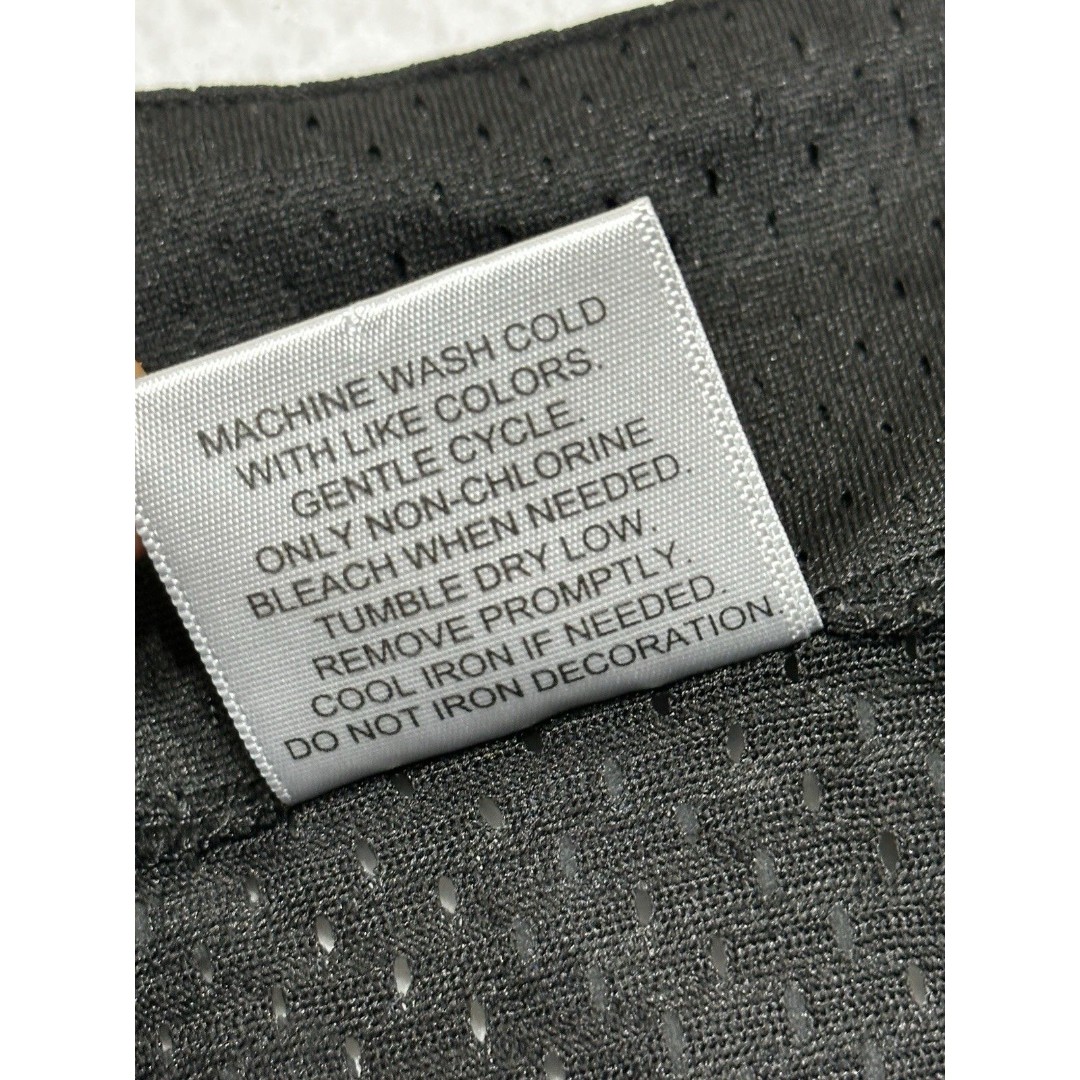 MACHINE WASH COLD
WITH LIKE COLORS.
GENTLE CYCLE.
ONLY NON-CHLORINE
BLEACH WHEN NEEDED.
TUMBLE DRY LOW.
REMOVE PROMPTLY.
COOL IRON IF NEEDED.
DO NOT IRON DECORATION.